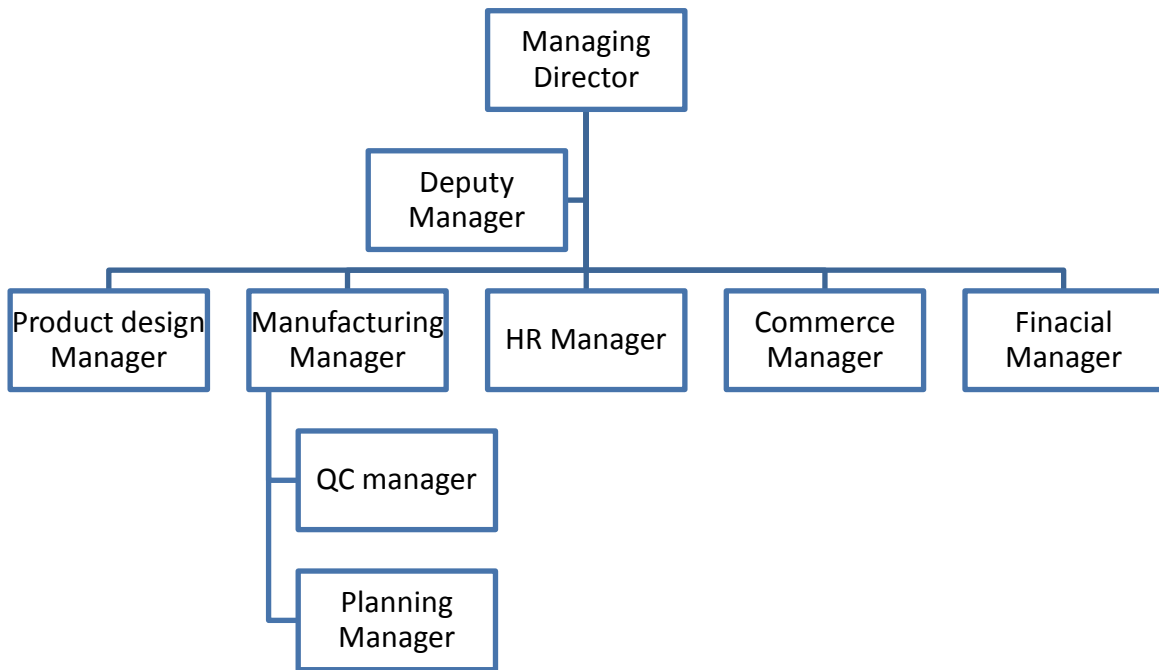 Managing
Director
Deputy
Manager
Product design
Manager
Manufacturing
Manager
HR Manager
Commerce
Manager
Finacial
Manager
QC manager
Planning
Manager